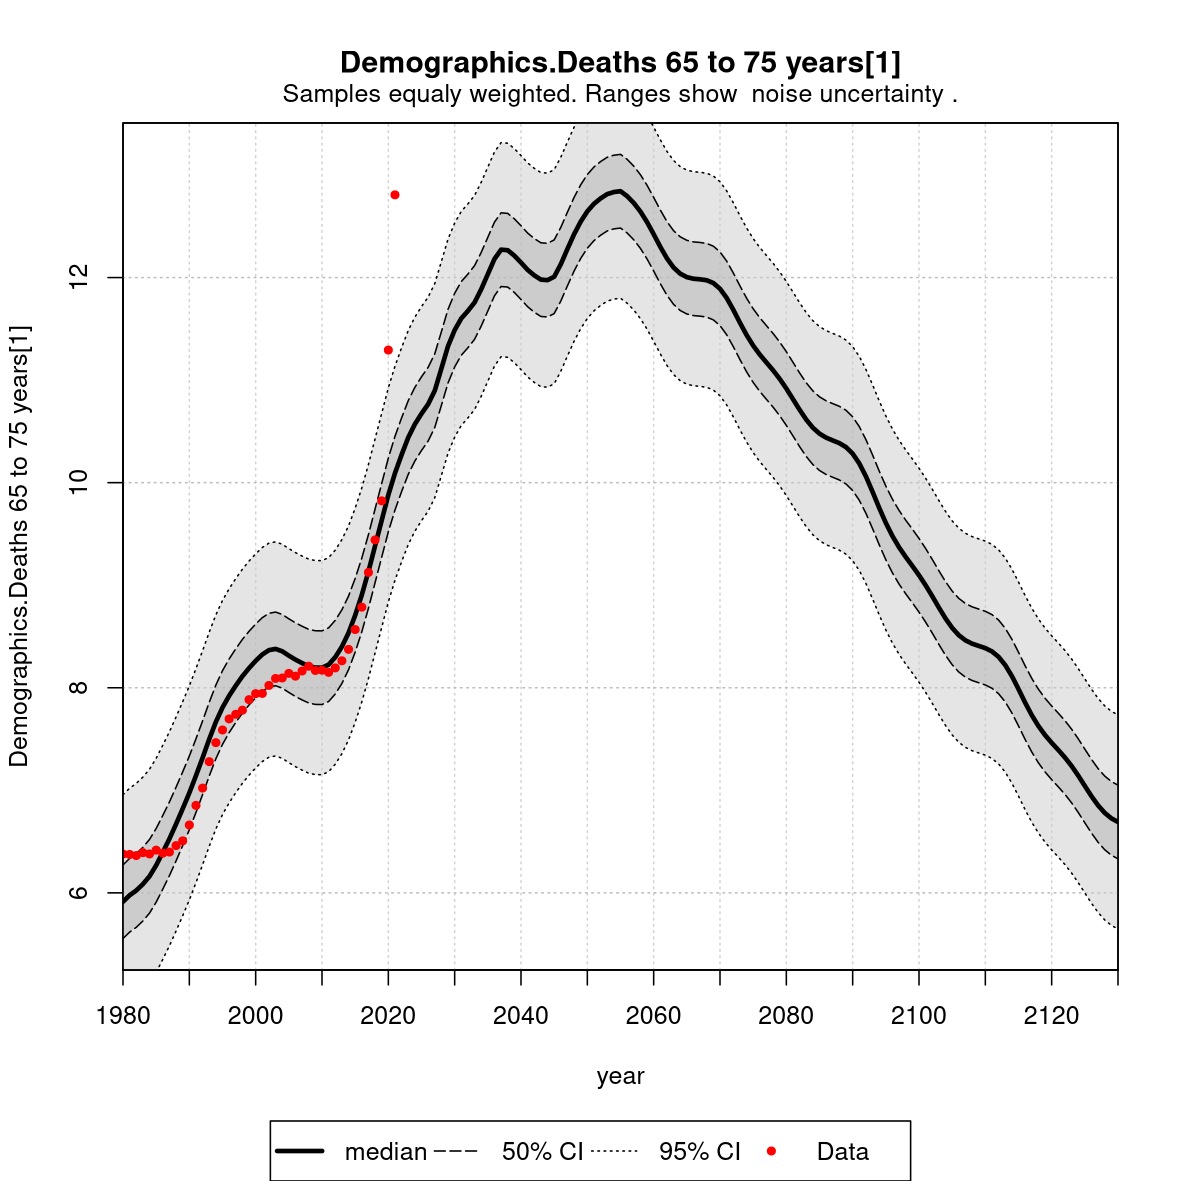 Demographics.Deaths 65 to 75 years[1]
Samples equaly weighted. Ranges show  noise uncertainty .
Demographics.Deaths 65 to 75 years[1]
12
10
8
6
1980 2000 2020 2040 2060 2080 2100 2120
year
median 50% CI 95% CI Data